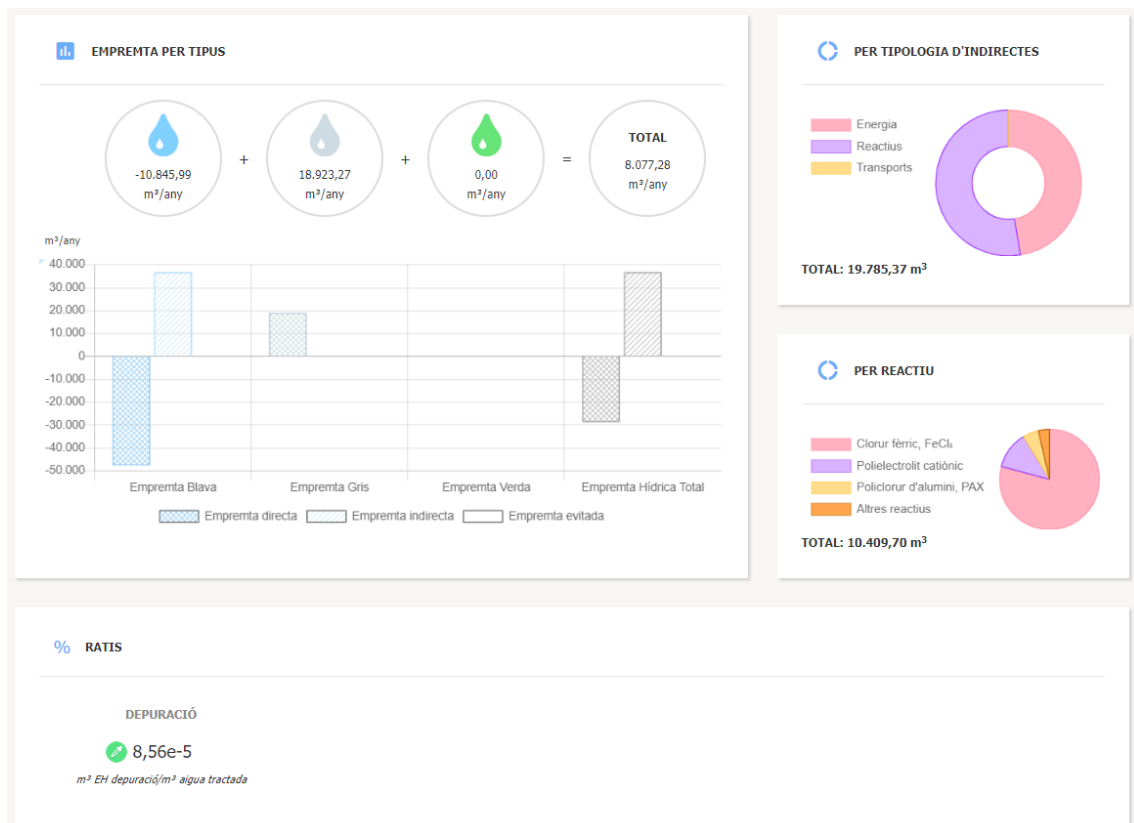 EMPREMTA PER TIPUS
-10.845,99
m³/any
+
18.923,27
m³/any
+
0,00
m³/any
=
TOTAL
8.077,28
m³/any
m³/any
40.000
30.000
20.000
10.000
0
-10.000
-20.000
-30.000
-40.000
-50.000
Empremta Blava
Empremta Gris
Empremta Verda
Empremta Hídrica Total
Empremta directa
Empremta indirecta
Empremta evitada
PER TIPOLOGIA D'INDIRECTES
Energia
Reactius
Transports
TOTAL: 19.785,37 m³
PER REACTIU
Clorur fèrric, FeCl₃
Polielectrolit catiònic
Policlorur d'alumini, PAX
Altres reactius
TOTAL: 10.409,70 m³
% RATIS
DEPURACIÓ
8,56e-5
m³ EH depuració/m³ aigua tractada